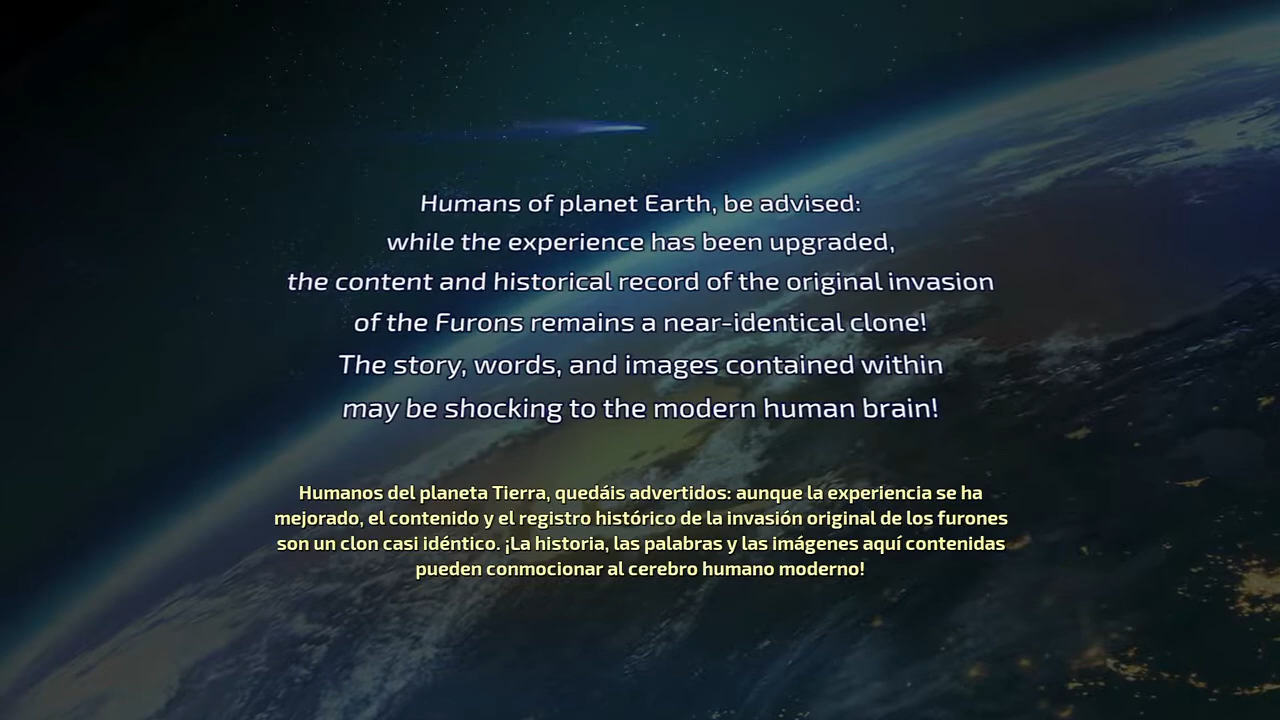 Humans of planet Earth, be advised:
while the experience has been upgraded,
the content and historical record of the original invasion
of the Furons remains a near-identical clone!
The story, words, and images contained within
may be shocking to the modern human brain!
Humanos del planeta Tierra, quedáis advertidos: aunque la experiencia se ha
mejorado, el contenido y el registro histórico de la invasión original de los furones
son un clon casi idéntico. ¡La historia, las palabras y las imágenes aquí contenidas
pueden conmocionar al cerebro humano moderno!